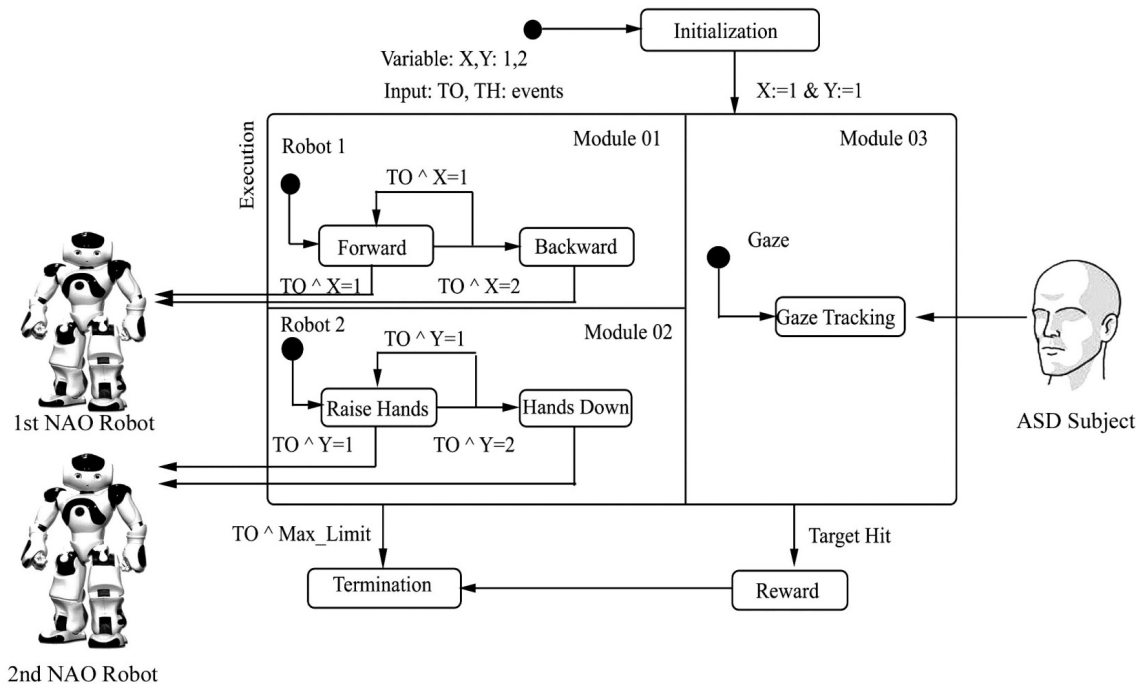 Initialization
Variable: X,Y: 1,2
Input: TO, TH: events
X:=1 & Y:=1
Execution
Robot 1
Module 01
TO ^ X=1
Forward
Backward
TO ^ X=1
TO ^ X=2
Robot 2
Module 02
TO ^ Y=1
Raise Hands
Hands Down
TO ^ Y=1
TO ^ Y=2
Module 03
Gaze
Gaze Tracking
1st NAO Robot
ASD Subject
TO ^ Max_Limit
Target Hit
Termination
Reward
2nd NAO Robot